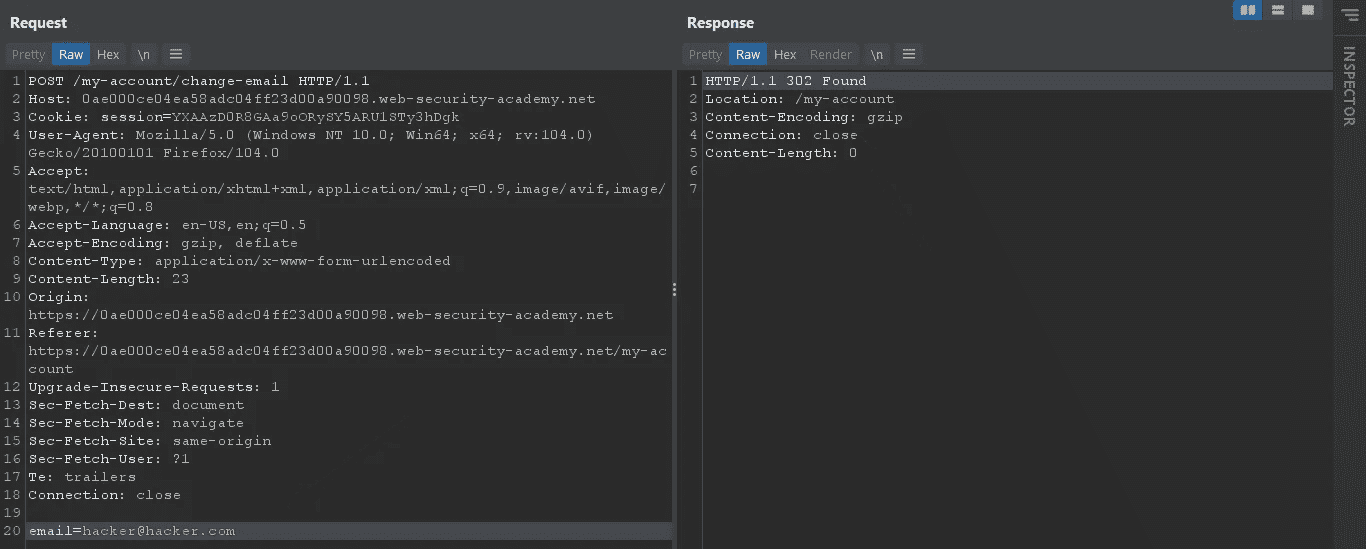 Request
Pretty Raw Hex \n
1 POST /my-account/change-email HTTP/1.1
2 Host: 0ae000ce04ea58adc04ff23d00a90098.web-security-academy.net
3 Cookie: session=YXAAzD0R8GAa9oORySY5ARUlSTy3hDgk
4 User-Agent: Mozilla/5.0 (Windows NT 10.0; Win64; x64; rv:104.0)
Gecko/20100101 Firefox/104.0
5 Accept:
text/html,application/xhtml+xml,application/xml;q=0.9,image/avif,image/
webp,*/*;q=0.8
6 Accept-Language: en-US,en;q=0.5
7 Accept-Encoding: gzip, deflate
8 Content-Type: application/x-www-form-urlencoded
9 Content-Length: 23
10 Origin:
https://0ae000ce04ea58adc04ff23d00a90098.web-security-academy.net
11 Referer:
https://0ae000ce04ea58adc04ff23d00a90098.web-security-academy.net/my-ac
count
12 Upgrade-Insecure-Requests: 1
13 Sec-Fetch-Dest: document
14 Sec-Fetch-Mode: navigate
15 Sec-Fetch-Site: same-origin
16 Sec-Fetch-User: ?1
17 Te: trailers
18 Connection: close
19
20 email=hacker@hacker.com
Response
Pretty Raw Hex Render \n
1 HTTP/1.1 302 Found
2 Location: /my-account
3 Content-Encoding: gzip
4 Connection: close
5 Content-Length: 0
6
7
INSPECTOR